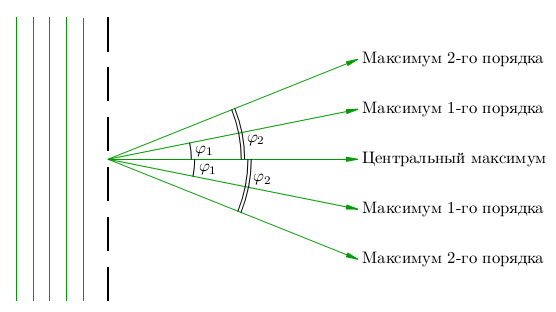 Максимум 2-го порядка
φ₂
Максимум 1-го порядка
φ₁
Центральный максимум
φ₁
φ₂
Максимум 1-го порядка
Максимум 2-го порядка